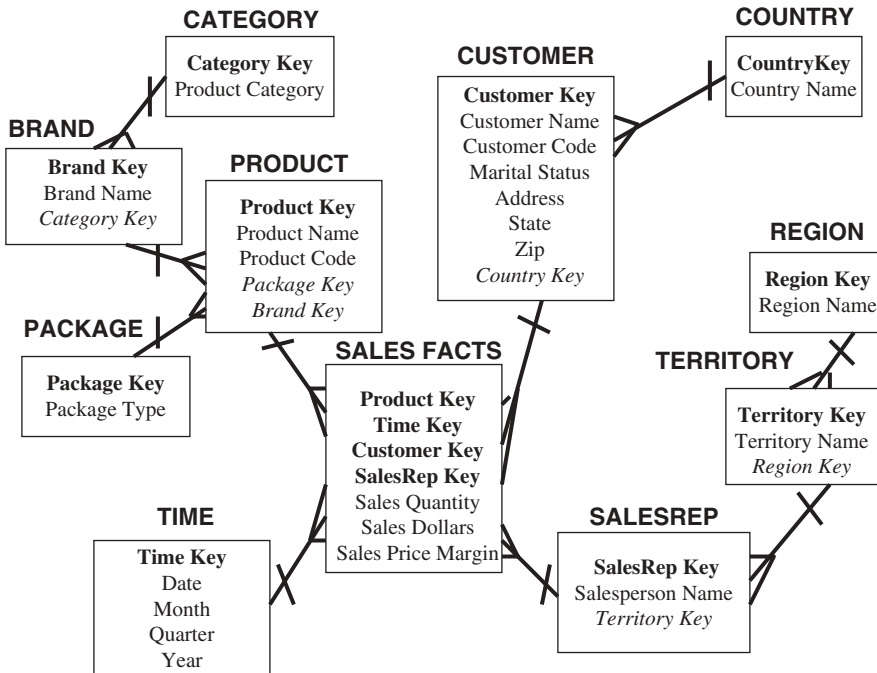 CATEGORY
Category Key
Product Category
BRAND
Brand Key
Brand Name
Category Key
PRODUCT
Product Key
Product Name
Product Code
Package Key
Brand Key
PACKAGE
Package Key
Package Type
CUSTOMER
Customer Key
Customer Name
Customer Code
Marital Status
Address
State
Zip
Country Key
COUNTRY
CountryKey
Country Name
REGION
Region Key
Region Name
TERRITORY
Territory Key
Territory Name
Region Key
SALES FACTS
Product Key
Time Key
Customer Key
SalesRep Key
Sales Quantity
Sales Dollars
Sales Price Margin
TIME
Time Key
Date
Month
Quarter
Year
SALESREP
SalesRep Key
Salesperson Name
Territory Key